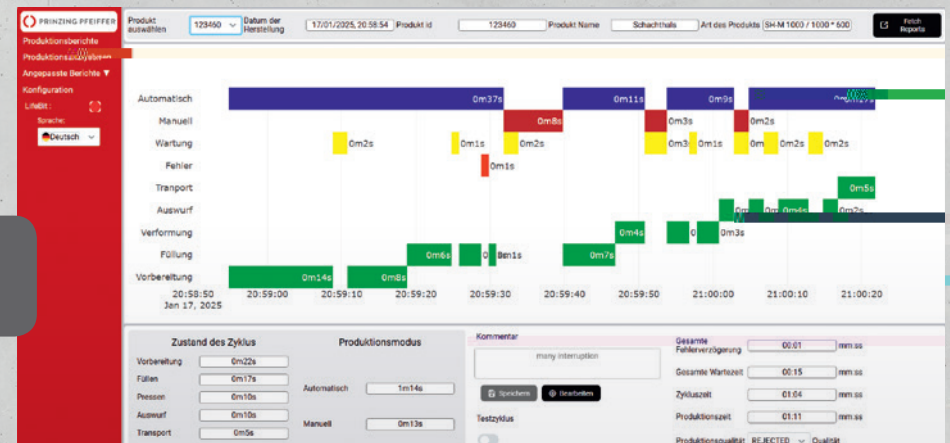 PRINZING PFEIFFER
Produktionsberichte
Angepasste Berichte ▼
Konfiguration
LifeBit :
Sprache:
Deutsch
Produkt auswählen
123460
Datum der Herstellung
17/01/2025, 20:58:54
Produkt id
123460
Produkt Name
Schachthals
Art des Produkts
SH-M 1000 / 1000 * 600
Fetch Reports
Automatisch
0m37s
0m11s
0m9s
Manuell
0m8s
0m3s
0m2s
Wartung
0m2s
0m1s
0m2s
0m1s
0m2s
0m2s
Fehler
0m1s
Tranport
0m5s
Auswurf
0m4s
0m2s
Verformung
0m4s
0m3s
Füllung
0m6s
0m7s
Vorbereitung
0m14s
0m8s
20:58:50
Jan 17, 2025
20:59:00
20:59:10
20:59:20
20:59:30
20:59:40
20:59:50
21:00:00
21:00:10
21:00:20
Zustand des Zyklus
Vorbereitung 0m22s
Füllen 0m17s
Pressen 0m10s
Auswurf 0m10s
Transport 0m5s
Produktionsmodus
Automatisch 1m14s
Manuell 0m13s
Kommentar
many interruption
Speichern
Bearbeiten
Testzyklus
Gesamte Fehlerverzögerung 00:01 mm:ss
Gesamte Wartezeit 00:15 mm:ss
Zykluszeit 01:04 mm:ss
Produktionszeit 01:11 mm:ss
Produktionsqualität REJECTED Qualität